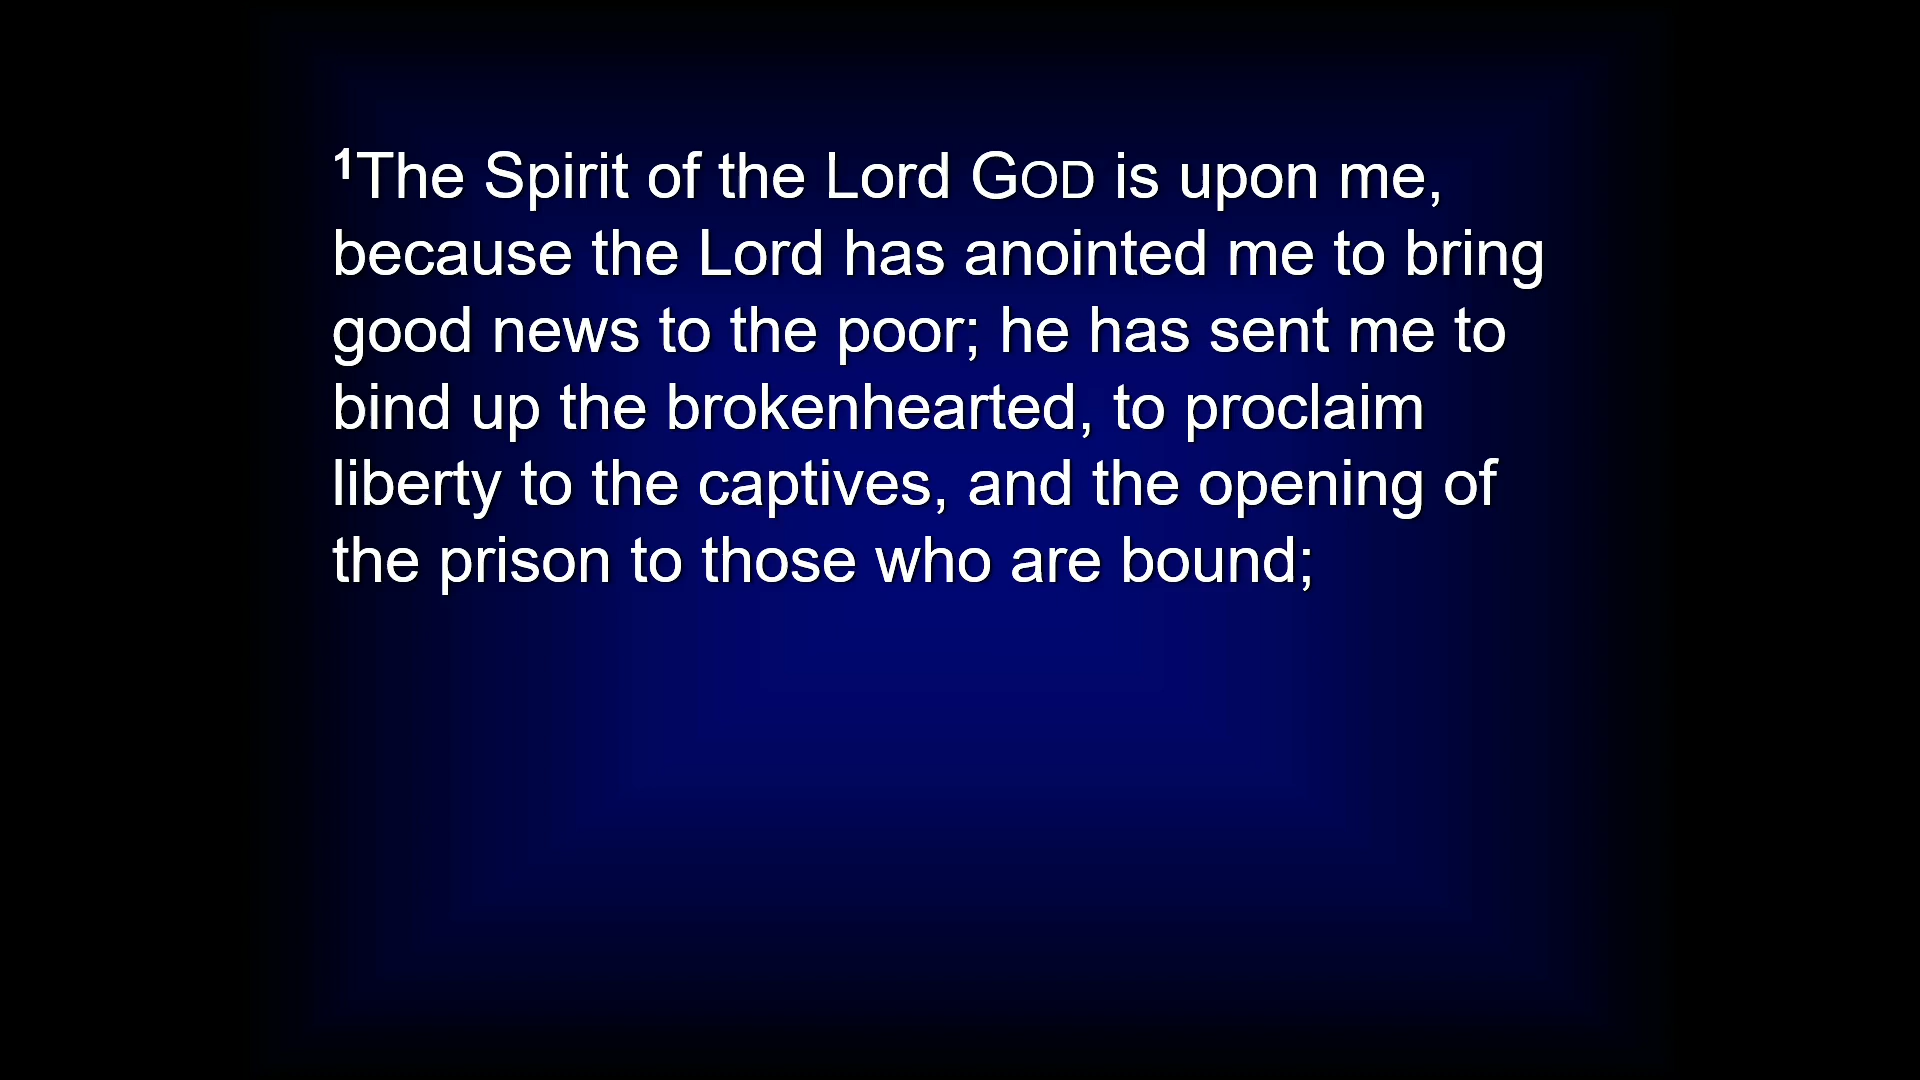 ¹The Spirit of the Lord GOD is upon me,
because the Lord has anointed me to bring
good news to the poor; he has sent me to
bind up the brokenhearted, to proclaim
liberty to the captives, and the opening of
the prison to those who are bound;